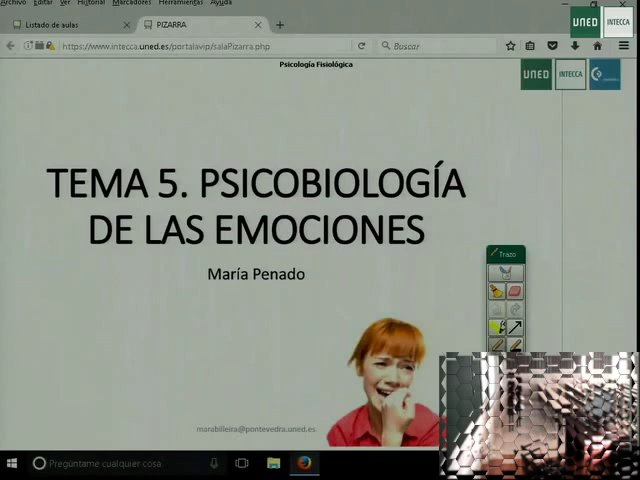 Archivo Editar Ver Historial Marcadores Herramientas Ayuda
Listado de aulas
PIZARRA
https://www.intecca.uned.es/portalavip/salaPizarra.php
Buscar
UNED
Psicología Fisiológica
UNED INTECCA
TEMA 5. PSICOBIOLOGÍA
DE LAS EMOCIONES
María Penado
Trazo
marabilleira@pontevedra.uned.es
Pregúntame cualquier cosa